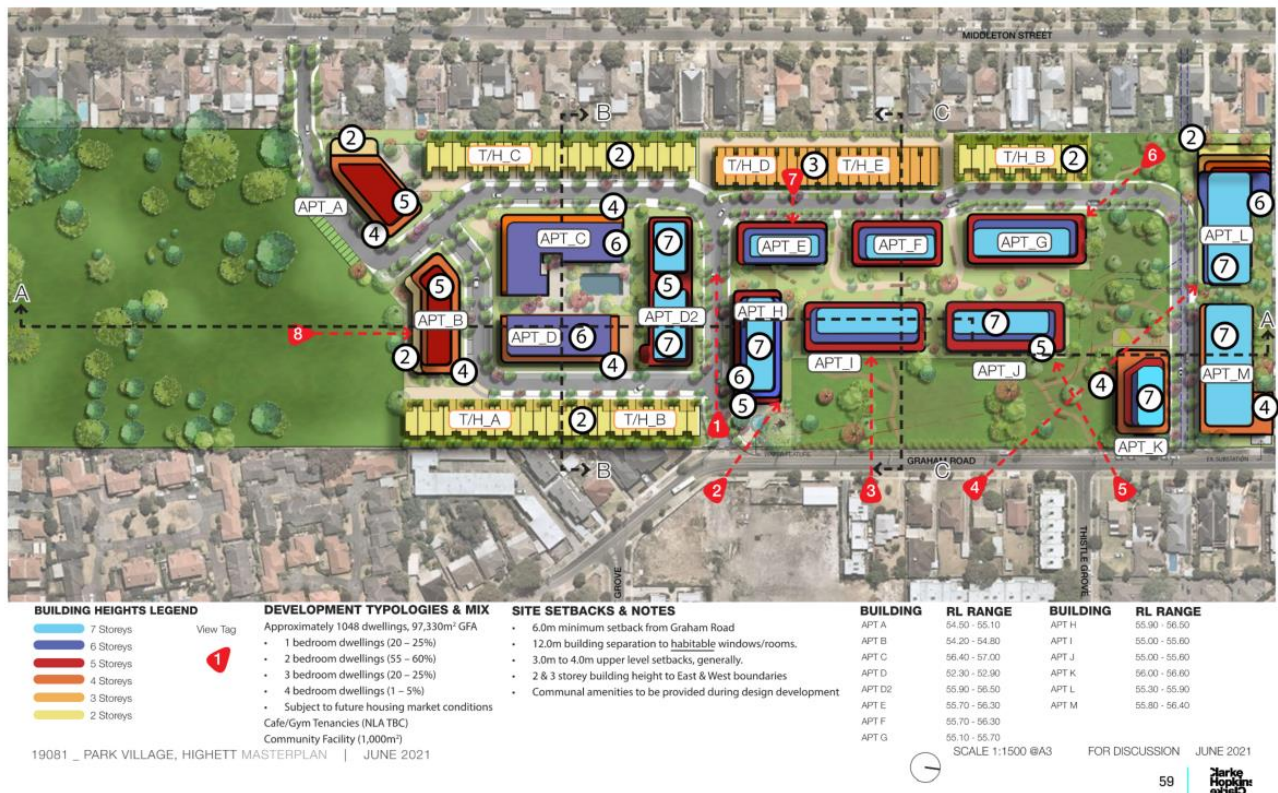 MIDDLETON STREET
B
C
2
T/H_C
2
T/H_D
3
T/H_E
T/H_B
2
2
6
7
APT_A
5
4
4
6
APT_C
6
7
APT_E
APT_F
APT_G
APT_L
7
A
5
APT_B
5
APT_H
APT_D2
7
A
8
APT_D
6
7
7
APT_I
5
APT_J
7
APT_M
2
4
4
6
5
4
7
4
APT_K
T/H_A
2
T/H_B
1
GRAHAM ROAD
EX. SUBSTATION
B
C
2
3
4
5
GROVE
THISTLE GROVE
BUILDING HEIGHTS LEGEND
7 Storeys
6 Storeys
5 Storeys
4 Storeys
3 Storeys
2 Storeys
View Tag
1
DEVELOPMENT TYPOLOGIES & MIX
Approximately 1048 dwellings, 97,330m² GFA
• 1 bedroom dwellings (20 – 25%)
• 2 bedroom dwellings (55 – 60%)
• 3 bedroom dwellings (20 – 25%)
• 4 bedroom dwellings (1 – 5%)
• Subject to future housing market conditions
Cafe/Gym Tenancies (NLA TBC)
Community Facility (1,000m²)
SITE SETBACKS & NOTES
• 6.0m minimum setback from Graham Road
• 12.0m building separation to habitable windows/rooms.
• 3.0m to 4.0m upper level setbacks, generally.
• 2 & 3 storey building height to East & West boundaries
• Communal amenities to be provided during design development
BUILDING RL RANGE
APT A 54.50 - 55.10
APT B 54.20 - 54.80
APT C 56.40 - 57.00
APT D 52.30 - 52.90
APT D2 55.90 - 56.50
APT E 55.70 - 56.30
APT F 55.70 - 56.30
APT G 55.10 - 55.70
BUILDING RL RANGE
APT H 55.90 - 56.50
APT I 55.00 - 55.60
APT J 55.00 - 55.60
APT K 56.00 - 56.60
APT L 55.30 - 55.90
APT M 55.80 - 56.40
19081 _ PARK VILLAGE, HIGHETT MASTERPLAN | JUNE 2021
SCALE 1:1500 @A3
FOR DISCUSSION JUNE 2021
59
Clarke
Hopkins
Clarke